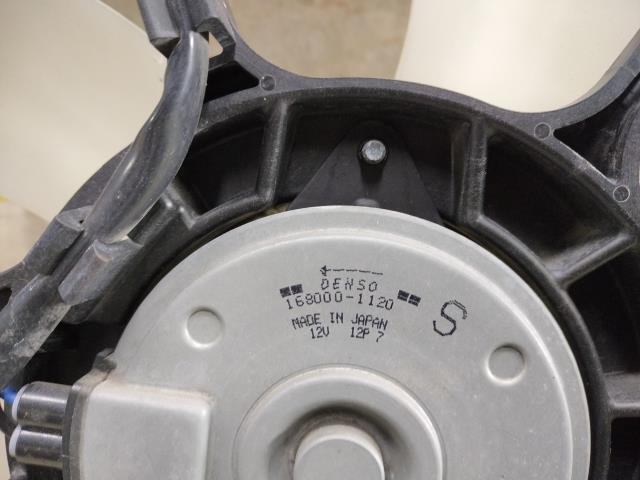 DENSO
168000-1120
S
MADE IN JAPAN
12V 12P 7